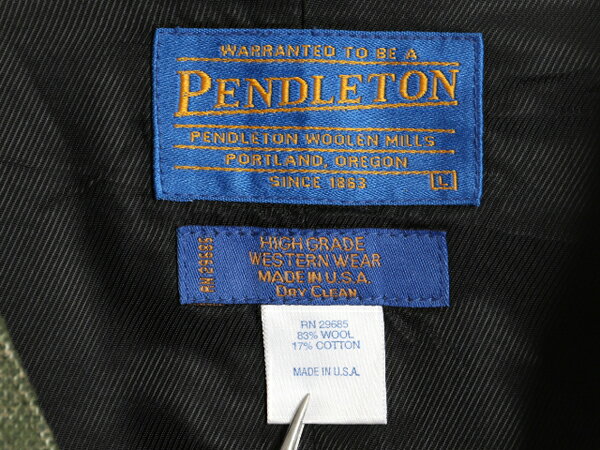 WARRANTED TO BE A
PENDLETON
PENDLETON WOOLEN MILLS
PORTLAND, OREGON
SINCE 1863
L
RN 29685
HIGH GRADE
WESTERN WEAR
MADE IN U.S.A.
DRY CLEAN
RN 29685
83% WOOL
17% COTTON
MADE IN U.S.A.